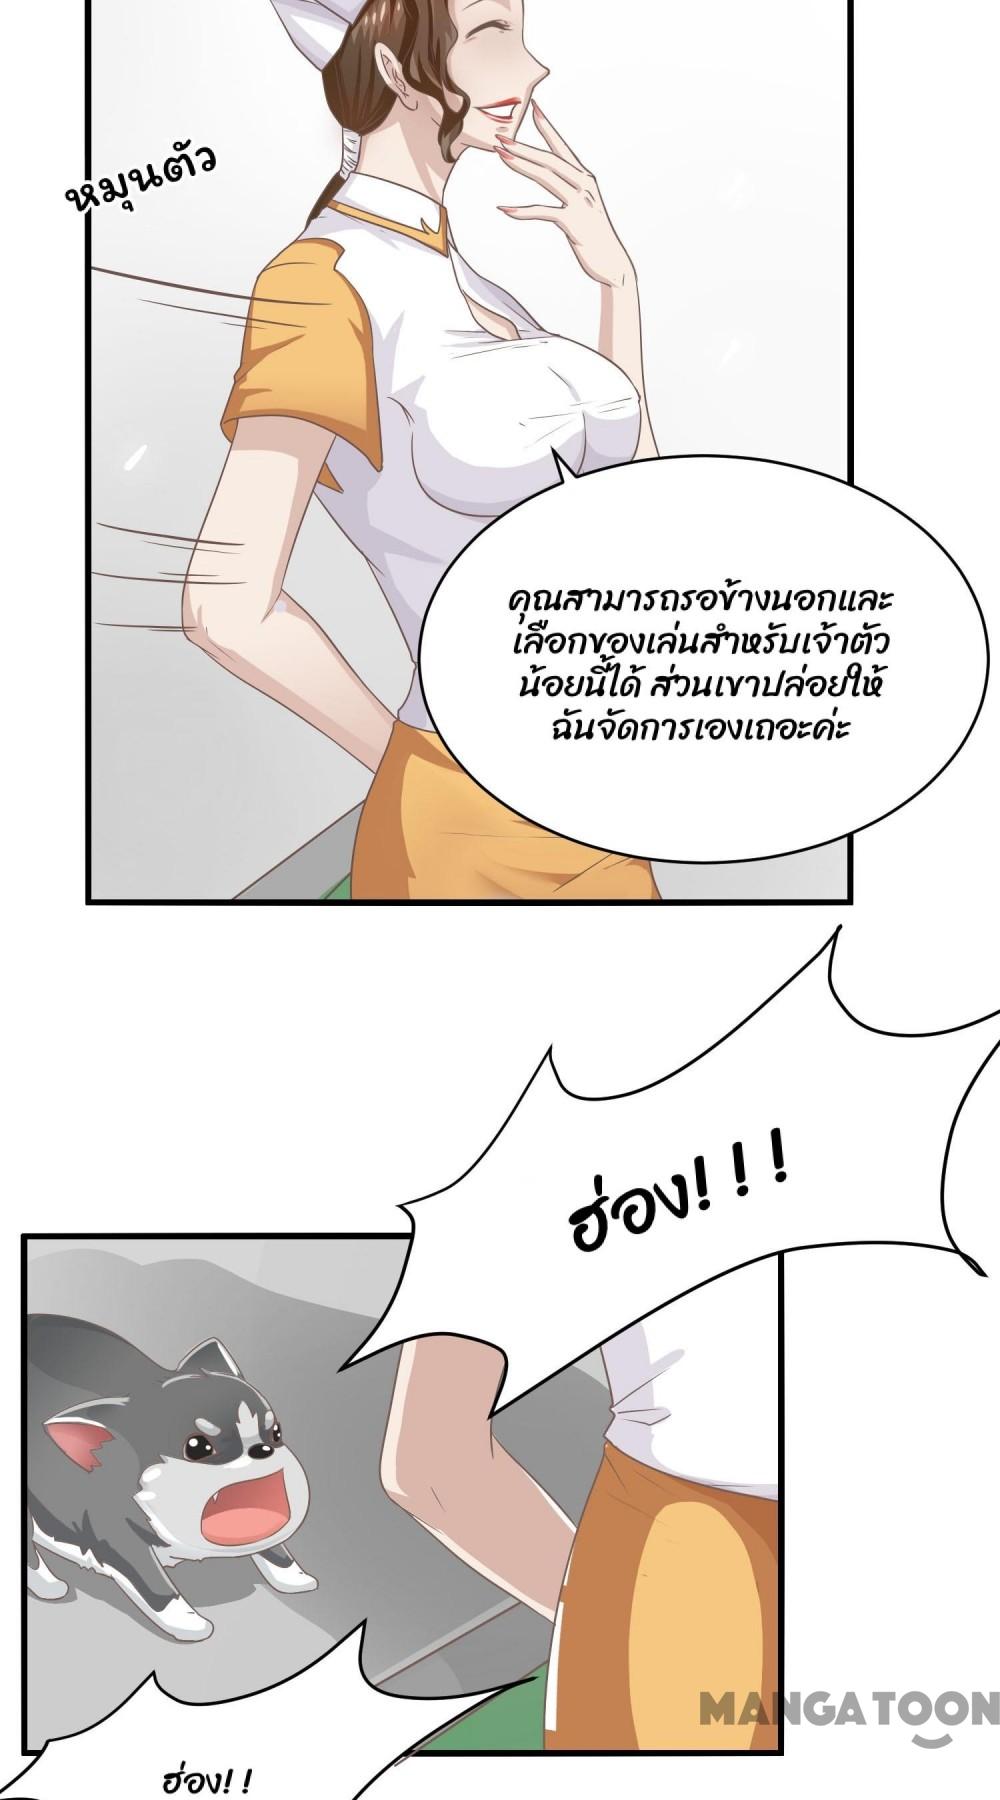 หมุนตัว
คุณสามารถรอข้างนอกและ
เลือกของเล่นสำหรับเจ้าตัว
น้อยนี้ได้ ส่วนเขาปล่อยให้
ฉันจัดการเองเถอะค่ะ
ฮ่อง!!!
MANGATOON
ฮ่อง!!